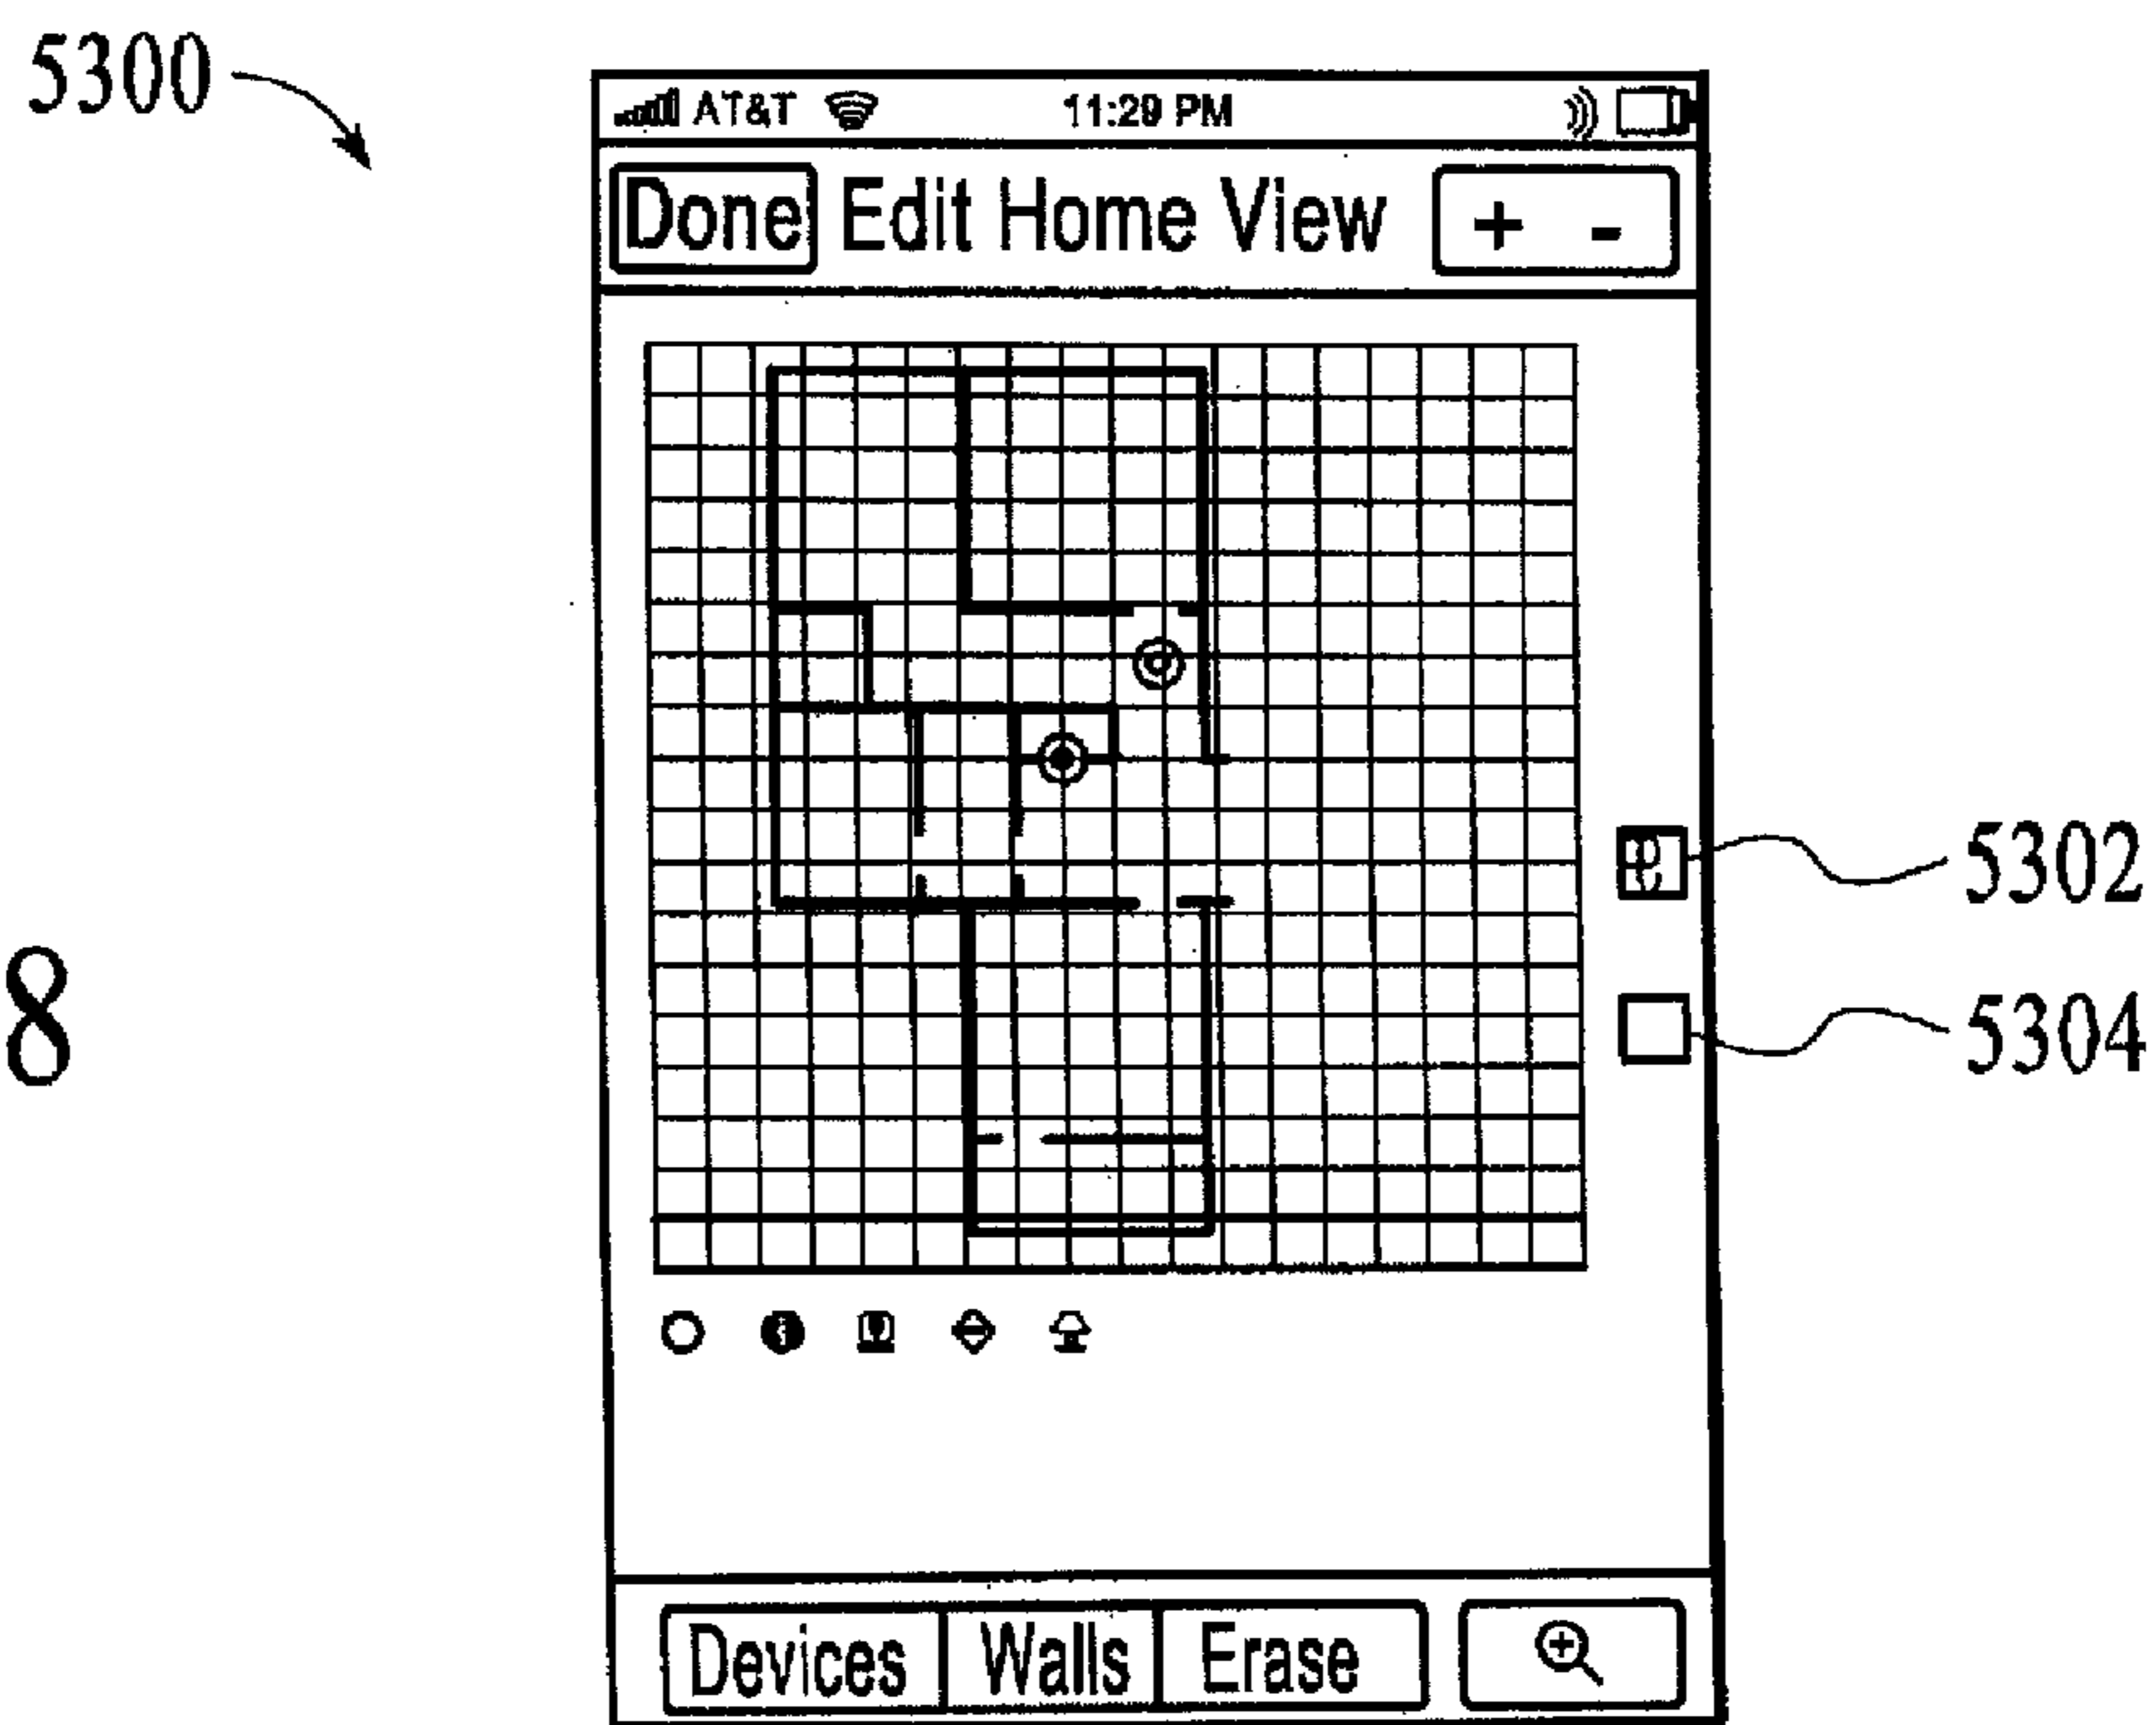 5300
AT&T 11:29 PM
Done Edit Home View + -
5302
8
5304
Devices Walls Erase